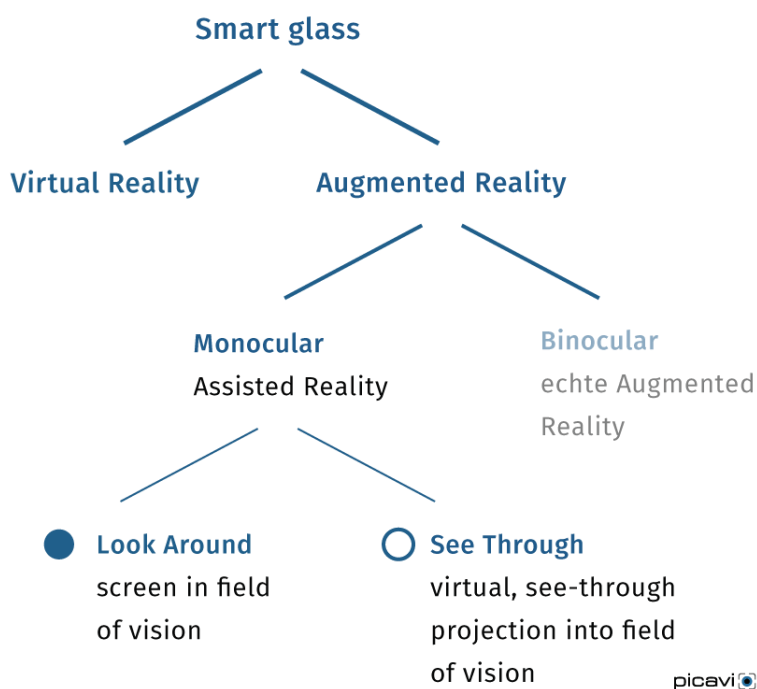 Smart glass
Virtual Reality
Augmented Reality
Monocular
Assisted Reality
Binocular
echte Augmented
Reality
Look Around
screen in field
of vision
See Through
virtual, see-through
projection into field
of vision
picavi